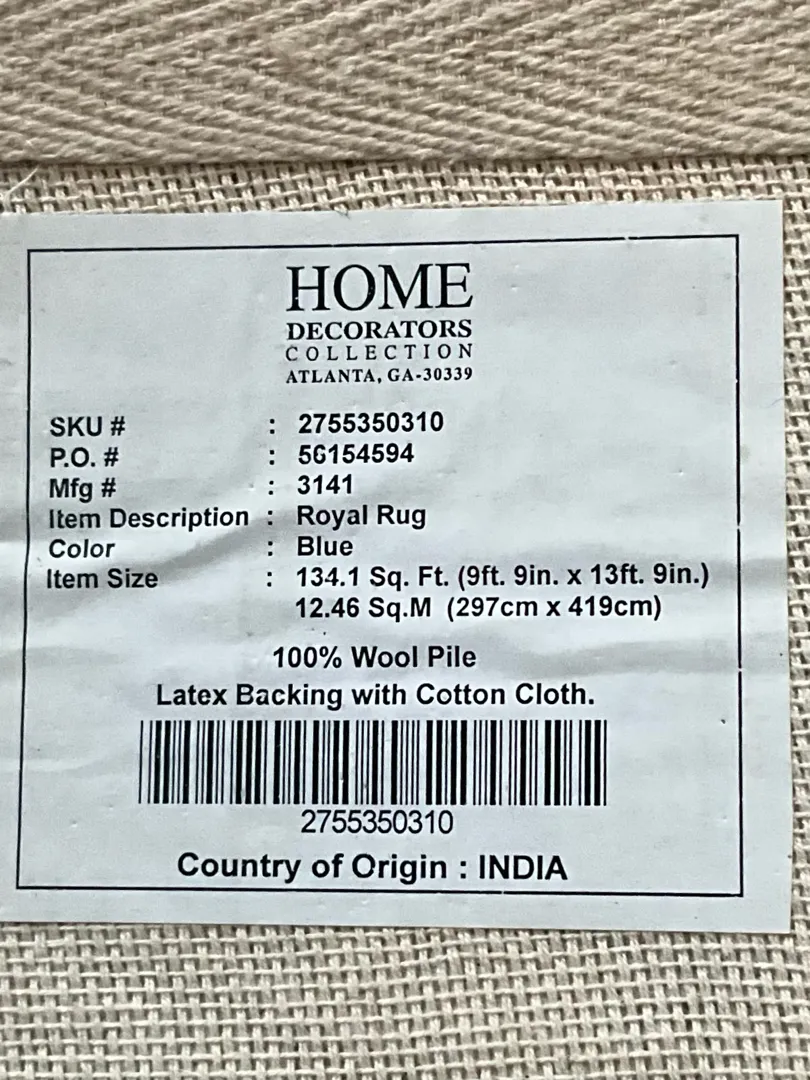 HOME
DECORATORS
COLLECTION
ATLANTA, GA-30339
SKU # : 2755350310
P.O. # : 56154594
Mfg # : 3141
Item Description : Royal Rug
Color : Blue
Item Size : 134.1 Sq. Ft. (9ft. 9in. x 13ft. 9in.)
12.46 Sq.M (297cm x 419cm)
100% Wool Pile
Latex Backing with Cotton Cloth.
2755350310
Country of Origin : INDIA